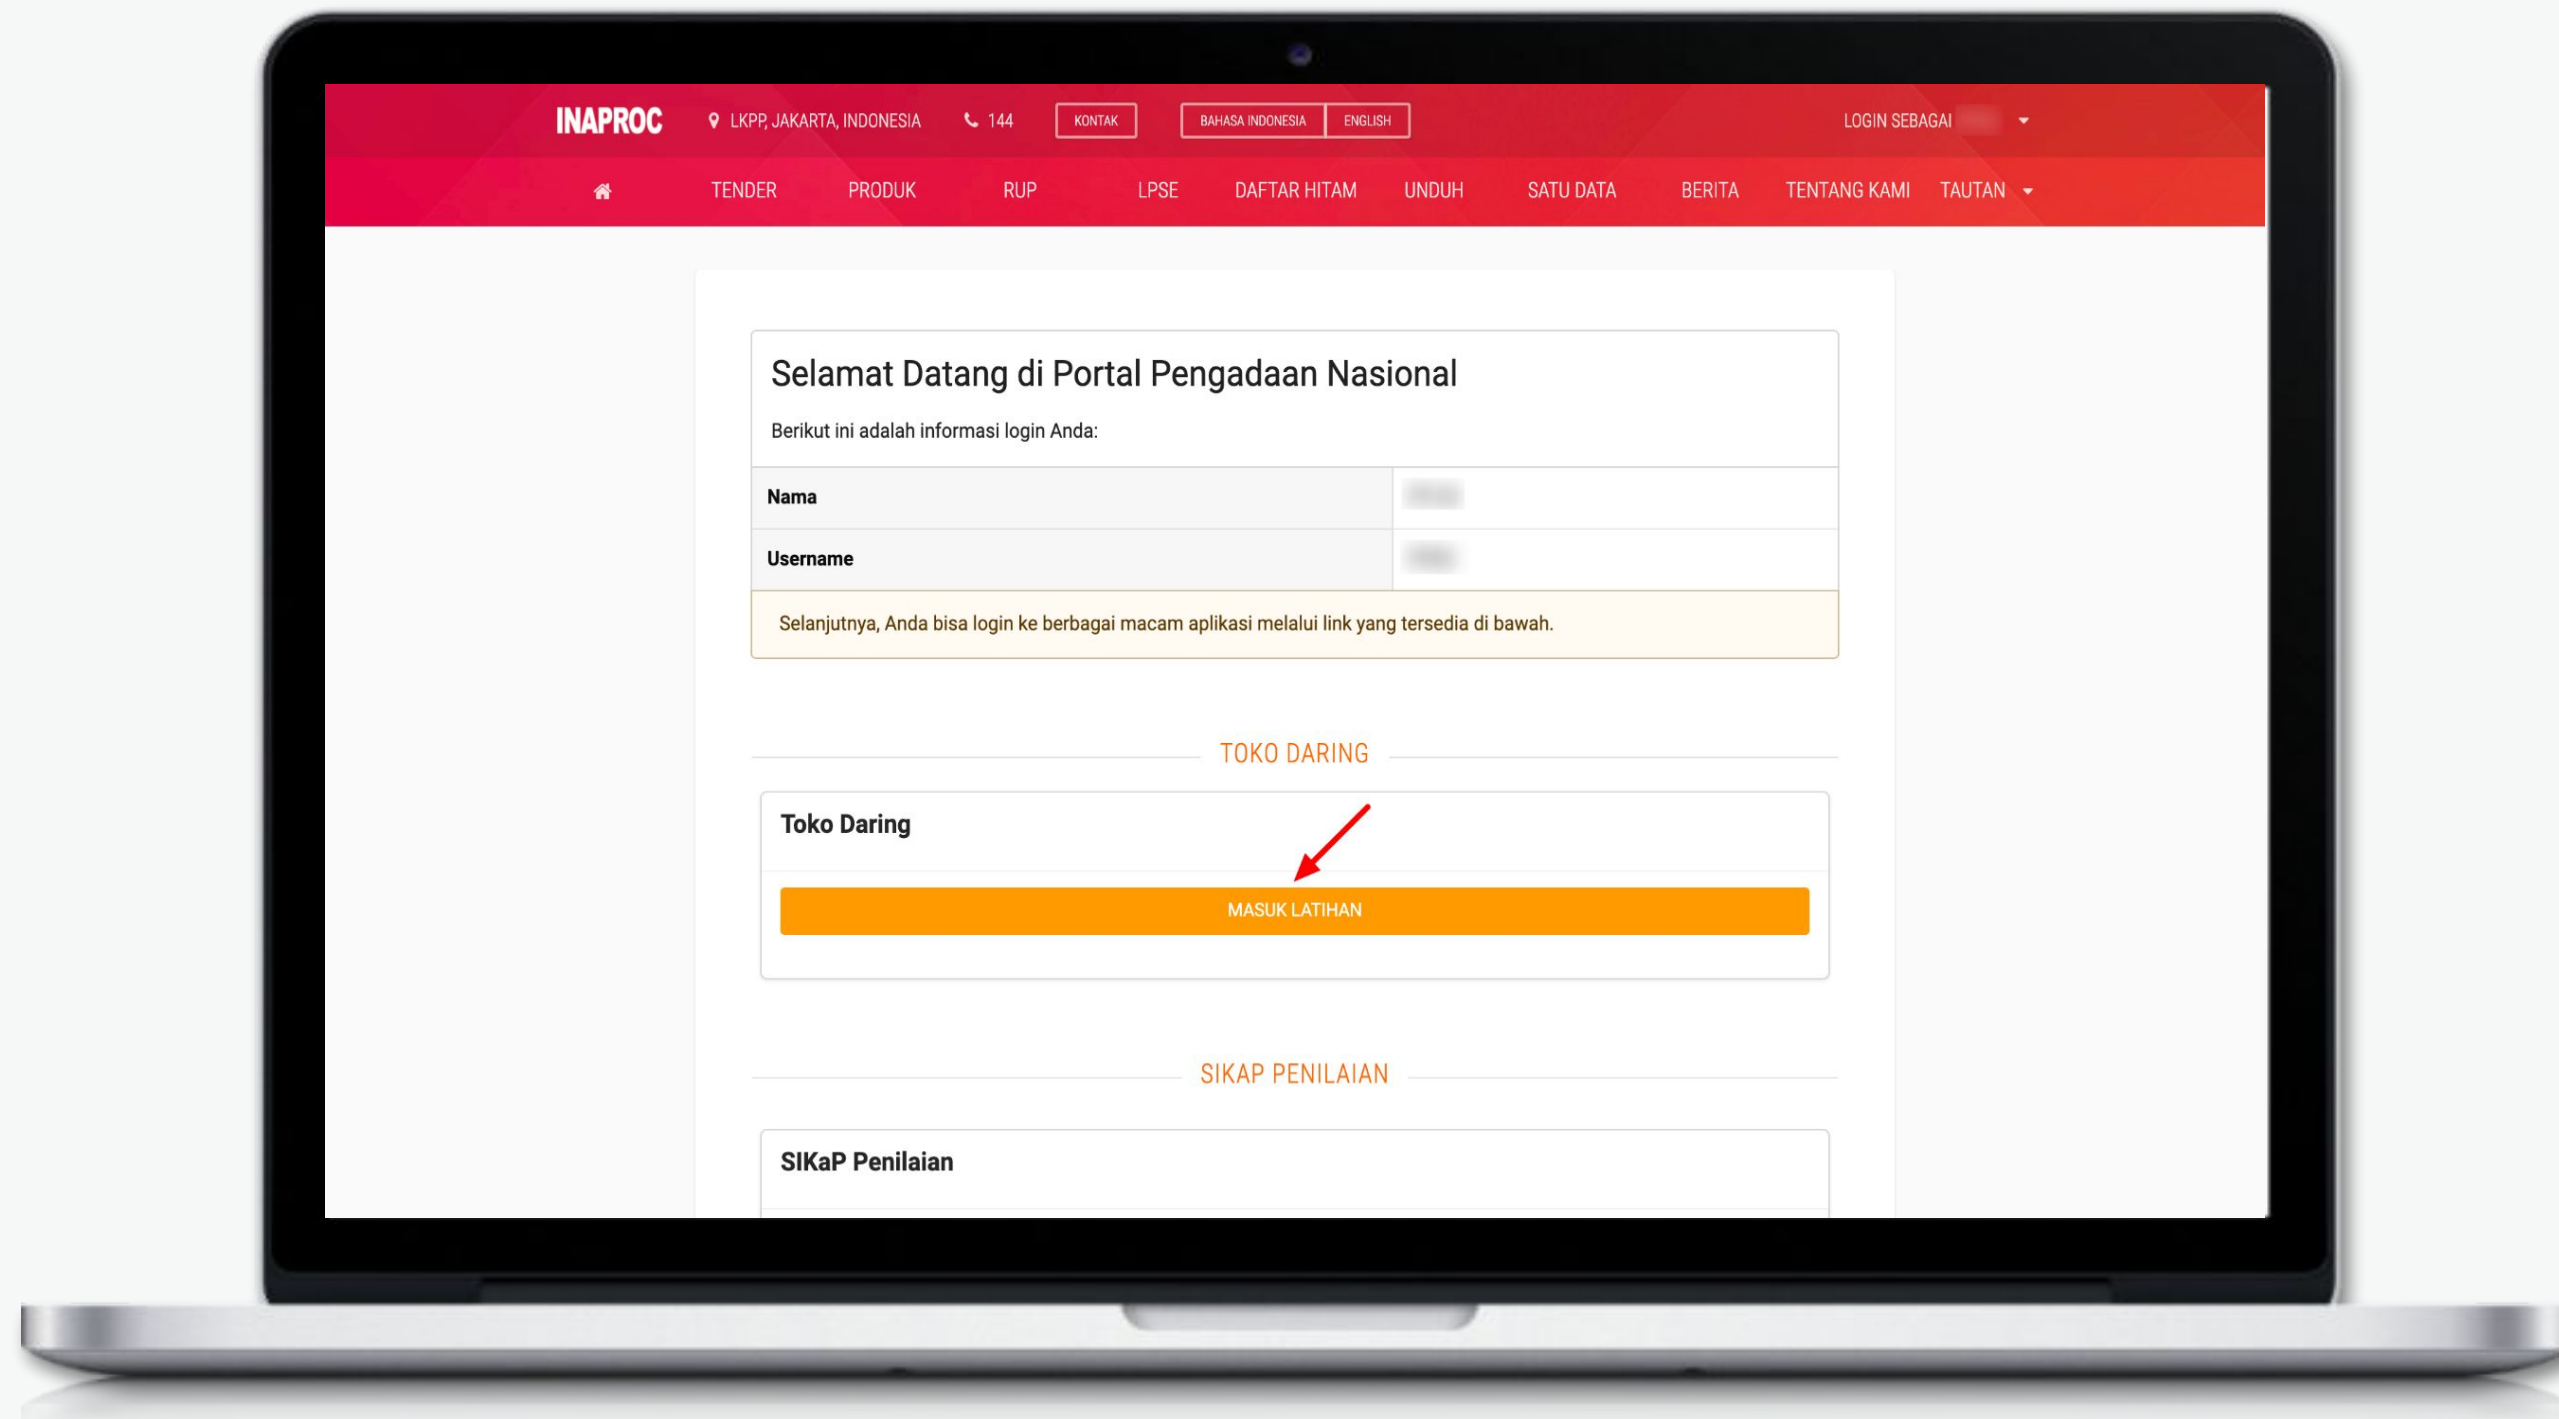 INAPROC LKPP, JAKARTA, INDONESIA 144 KONTAK BAHASA INDONESIA ENGLISH LOGIN SEBAGAI
TENDER PRODUK RUP LPSE DAFTAR HITAM UNDUH SATU DATA BERITA TENTANG KAMI TAUTAN
Selamat Datang di Portal Pengadaan Nasional
Berikut ini adalah informasi login Anda:
Nama
Username
Selanjutnya, Anda bisa login ke berbagai macam aplikasi melalui link yang tersedia di bawah.
TOKO DARING
Toko Daring
MASUK LATIHAN
SIKAP PENILAIAN
SIKaP Penilaian